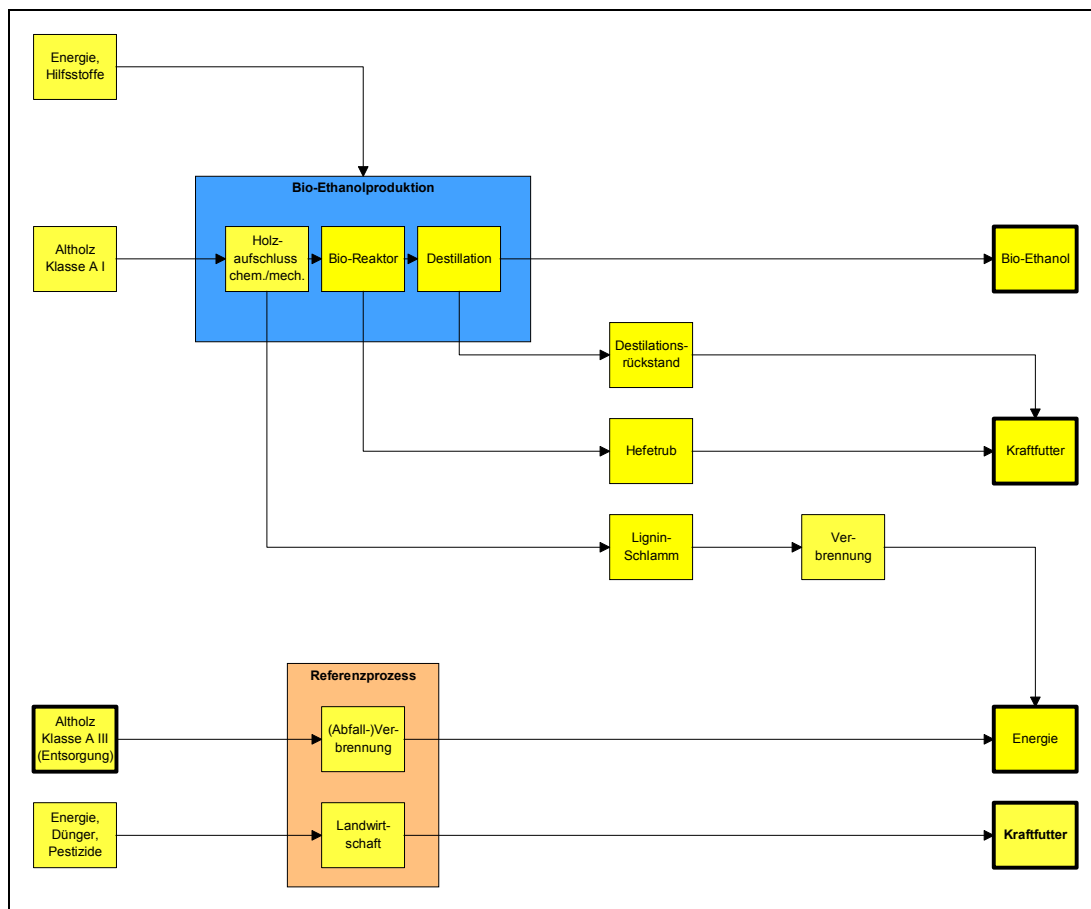 Energie,
Hilfsstoffe
Bio-Ethanolproduktion
Altholz
Klasse A I
Holz-
aufschluss
chem./mech.
Bio-Reaktor
Destillation
Bio-Ethanol
Destilations-
rückstand
Hefetrub
Kraftfutter
Lignin-
Schlamm
Ver-
brennung
Referenzprozess
Altholz
Klasse A III
(Entsorgung)
(Abfall-)Ver-
brennung
Energie
Energie,
Dünger,
Pestizide
Landwirt-
schaft
Kraftfutter